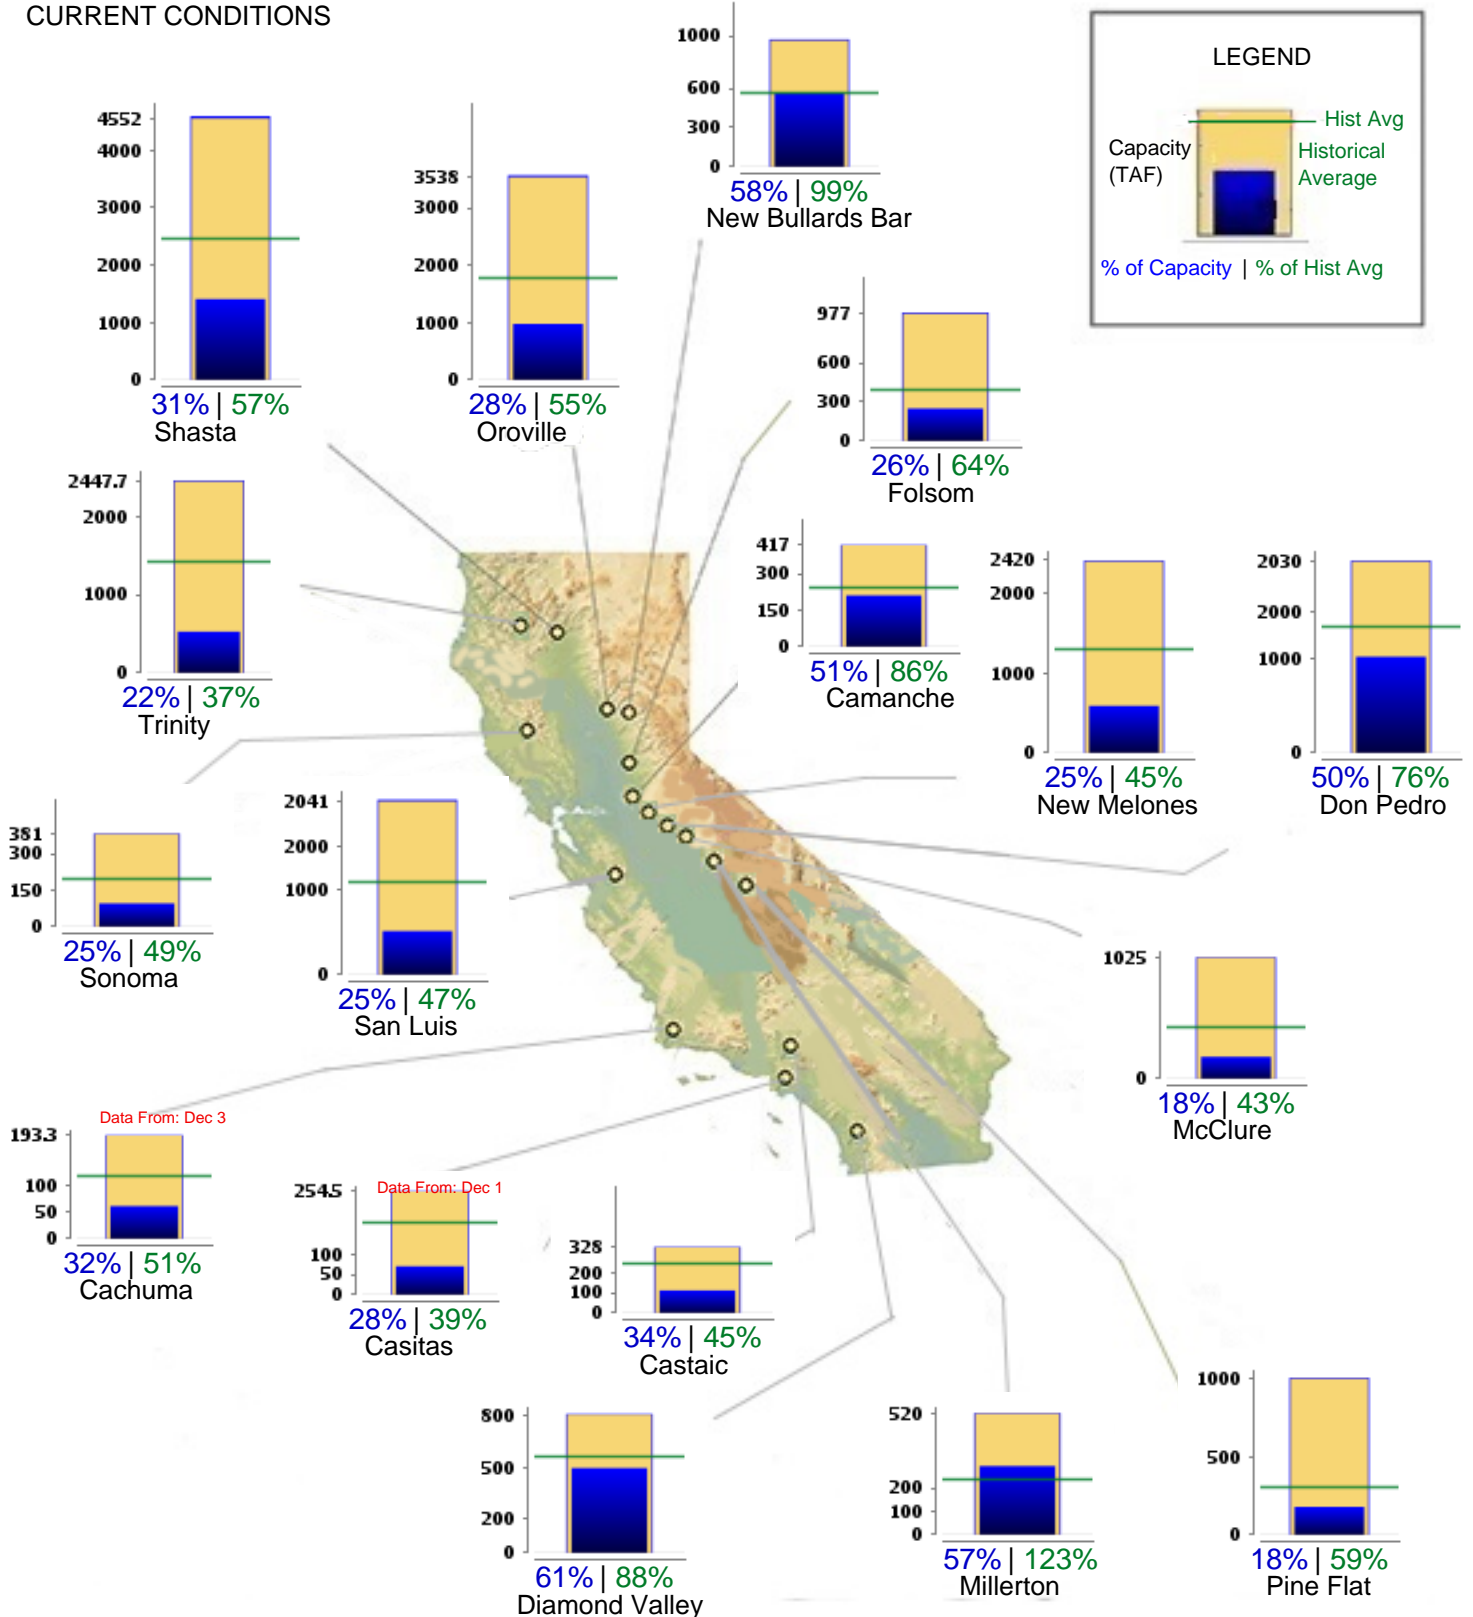 CURRENT CONDITIONS
1000
600
300
0
58% | 99%
New Bullards Bar
LEGEND
Hist Avg
Capacity
(TAF)
Historical
Average
% of Capacity | % of Hist Avg
4552
4000
3000
2000
1000
0
31% | 57%
Shasta
3538
3000
2000
1000
0
28% | 55%
Oroville
977
600
300
0
26% | 64%
Folsom
2447.7
2000
1000
0
22% | 37%
Trinity
417
300
150
0
51% | 86%
Camanche
2420
2000
1000
0
25% | 45%
New Melones
2030
2000
1000
0
50% | 76%
Don Pedro
381
300
150
0
25% | 49%
Sonoma
2041
2000
1000
0
25% | 47%
San Luis
1025
0
18% | 43%
McClure
Data From: Dec 3
193.3
100
50
0
32% | 51%
Cachuma
Data From: Dec 1
254.5
100
50
0
28% | 39%
Casitas
328
200
100
0
34% | 45%
Castaic
800
500
200
0
61% | 88%
Diamond Valley
520
200
100
0
57% | 123%
Millerton
1000
500
0
18% | 59%
Pine Flat